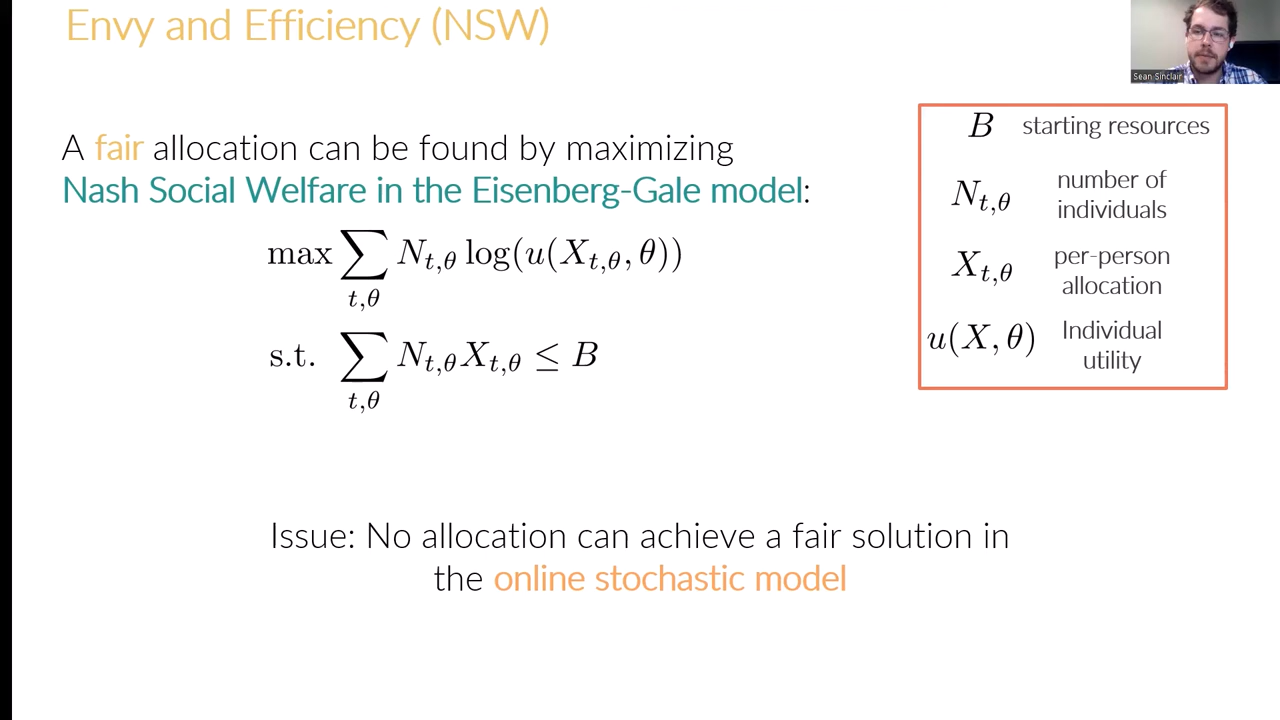 Envy and Efficiency (NSW)
Sean Sinclair
A fair allocation can be found by maximizing
Nash Social Welfare in the Eisenberg-Gale model:
max ∑_{t,θ} N_{t,θ} log(u(X_{t,θ}, θ))
s.t. ∑_{t,θ} N_{t,θ} X_{t,θ} ≤ B
B starting resources
N_{t,θ} number of
individuals
X_{t,θ} per-person
allocation
u(X, θ) Individual
utility
Issue: No allocation can achieve a fair solution in
the online stochastic model